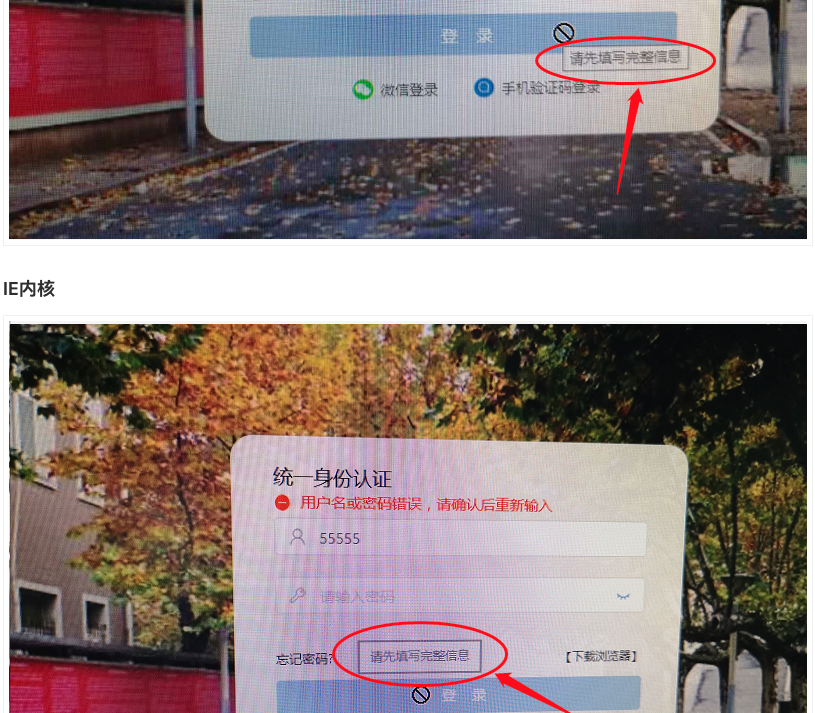 登 录
请先填写完整信息
微信登录 手机验证码登录
IE内核
统一身份认证
用户名或密码错误，请确认后重新输入
55555
请输入密码
忘记密码? 请先填写完整信息 【下载浏览器】
登 录